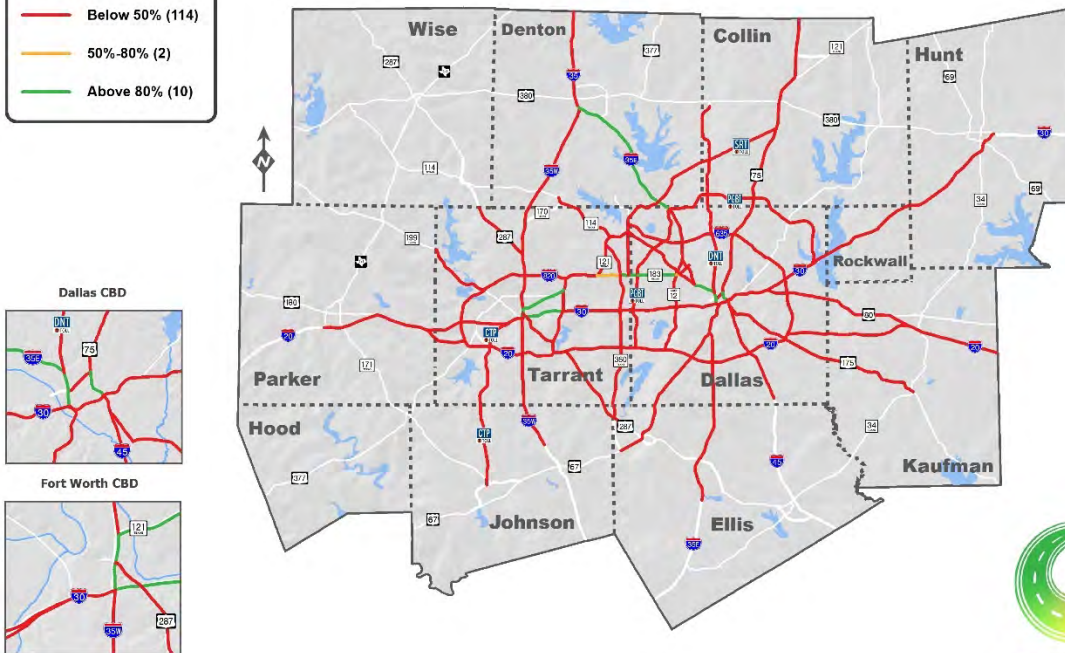 Below 50% (114)
50%-80% (2)
Above 80% (10)
Wise
Denton
Collin
Hunt
287
377
121
69
35
380
380
30
N
SRT
35E
75
114
35W
69
34
PGBT
170
114
199
287
635
Rockwall
121
DNT
30
820
183
PGBT
12
180
30
80
CTP
20
20
20
360
175
171
Parker
Tarrant
Dallas
Hood
35W
287
34
CTP
67
45
Kaufman
377
67
Johnson
Ellis
35E
Dallas CBD
DNT
75
35E
30
45
Fort Worth CBD
121
30
35W
287